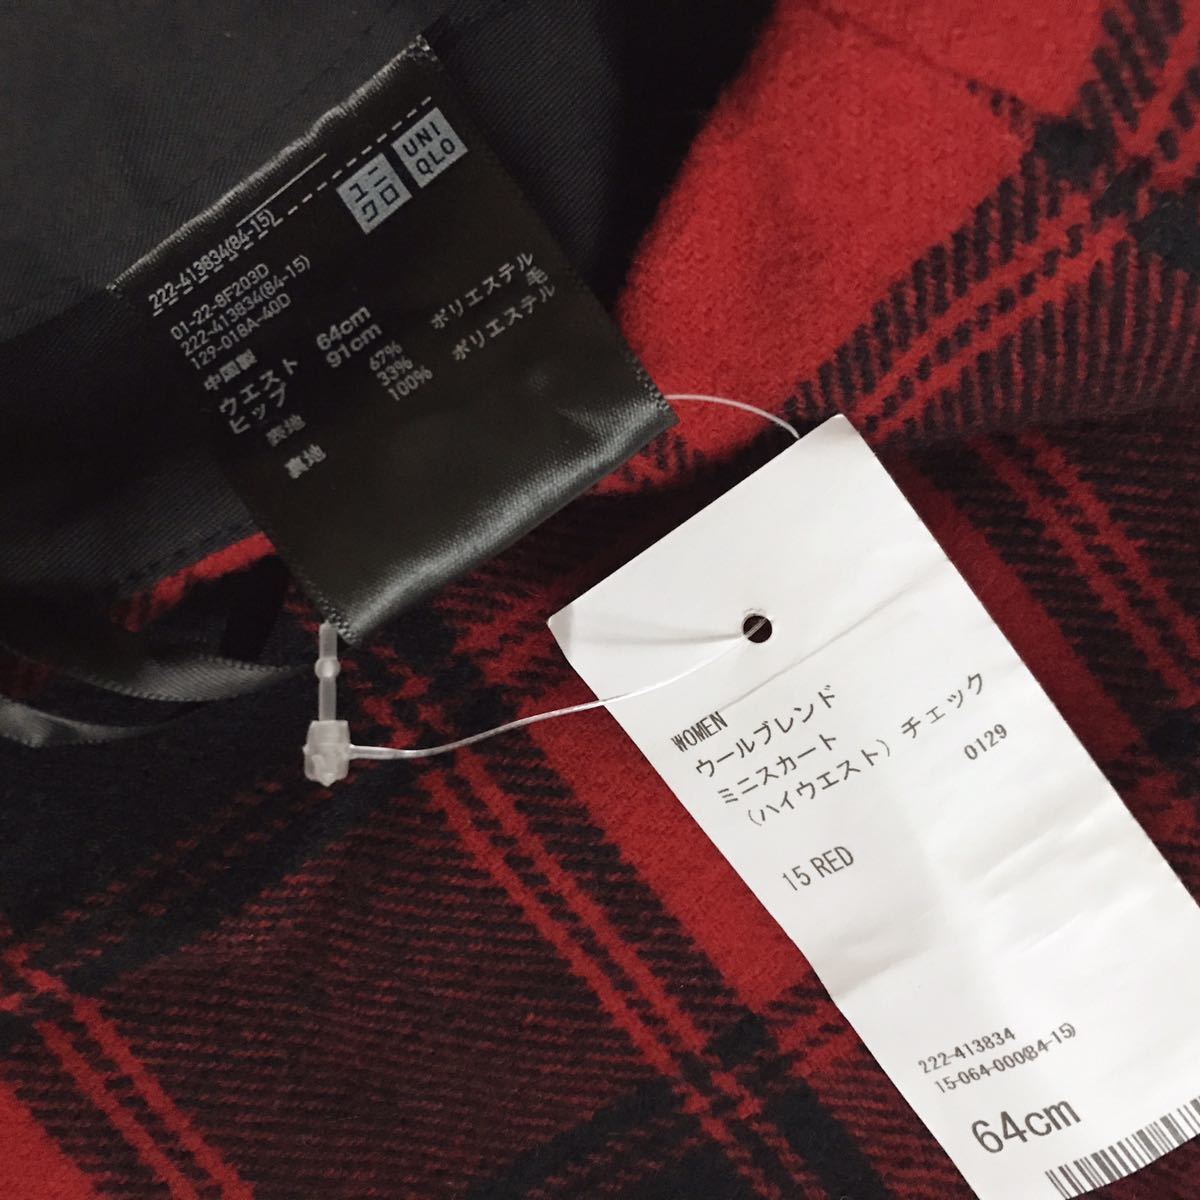 ユニ
クロ
UNI
QLO
222-413834(84-15)
01-22-8F203D
222-413834(84-15)
129-018A-40D
中国製
ウエスト 64cm
ヒップ 91cm
表地 67% ポリエステル
33% 毛
裏地 100% ポリエステル
WOMEN
ウールブレンド
ミニスカート
(ハイウエスト) チェック
0129
15 RED
222-413834
15-064-000(84-15)
64cm